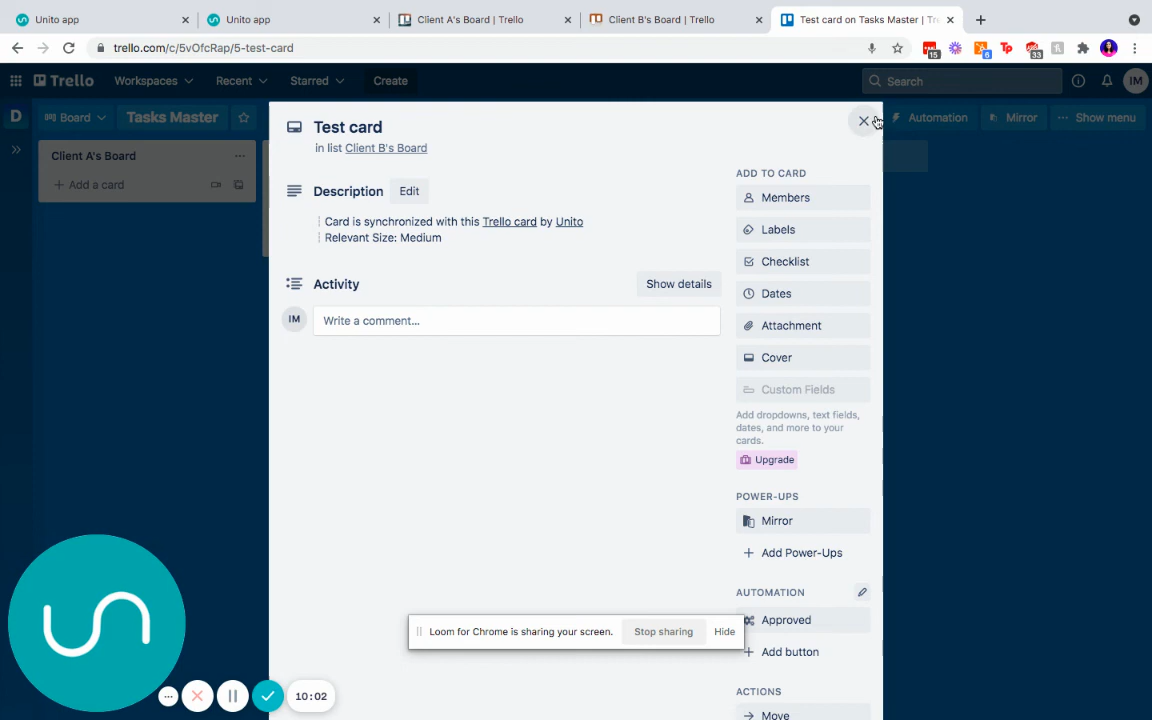 Unito app
Unito app
Client A's Board | Trello
Client B's Board | Trello
Test card on Tasks Master | Tr
trello.com/c/5vOfcRap/5-test-card
15
6
33
Trello
Workspaces
Recent
Starred
Create
Search
IM
D
Board
Tasks Master
Automation
Mirror
Show menu
Client A's Board
Add a card
Test card
in list Client B's Board
Description
Edit
Card is synchronized with this Trello card by Unito
Relevant Size: Medium
Activity
Show details
IM
Write a comment...
ADD TO CARD
Members
Labels
Checklist
Dates
Attachment
Cover
Custom Fields
Add dropdowns, text fields,
dates, and more to your
cards.
Upgrade
POWER-UPS
Mirror
Add Power-Ups
AUTOMATION
Approved
Add button
ACTIONS
Move
Loom for Chrome is sharing your screen.
Stop sharing
Hide
10:02